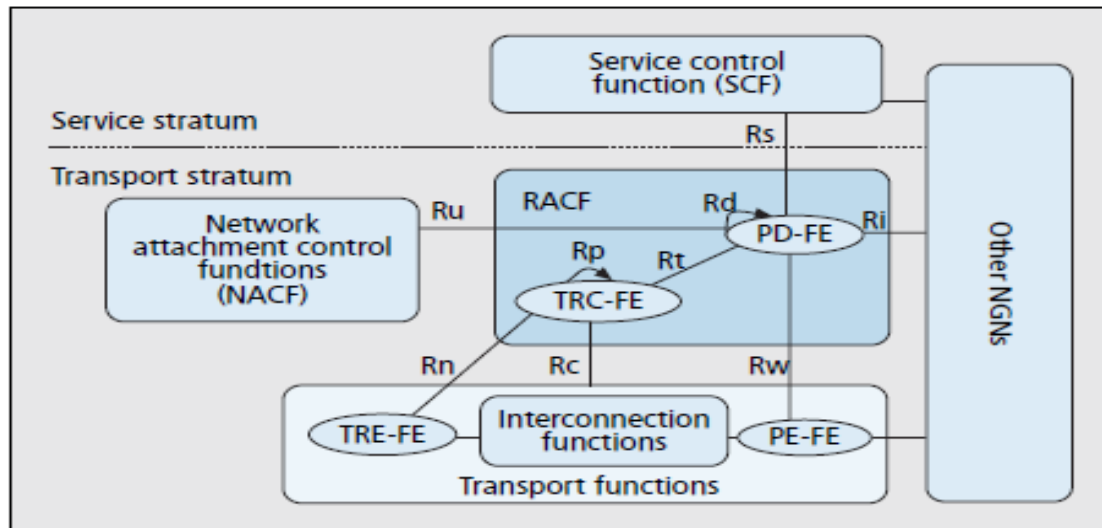 Service control
function (SCF)
Service stratum
Rs
Transport stratum
Network
attachment control
fundtions
(NACF)
Ru
RACF
Rd
PD-FE
Ri
Rp
Rt
TRC-FE
Rn
Rc
Rw
TRE-FE
Interconnection
functions
PE-FE
Transport functions
Other NGNs